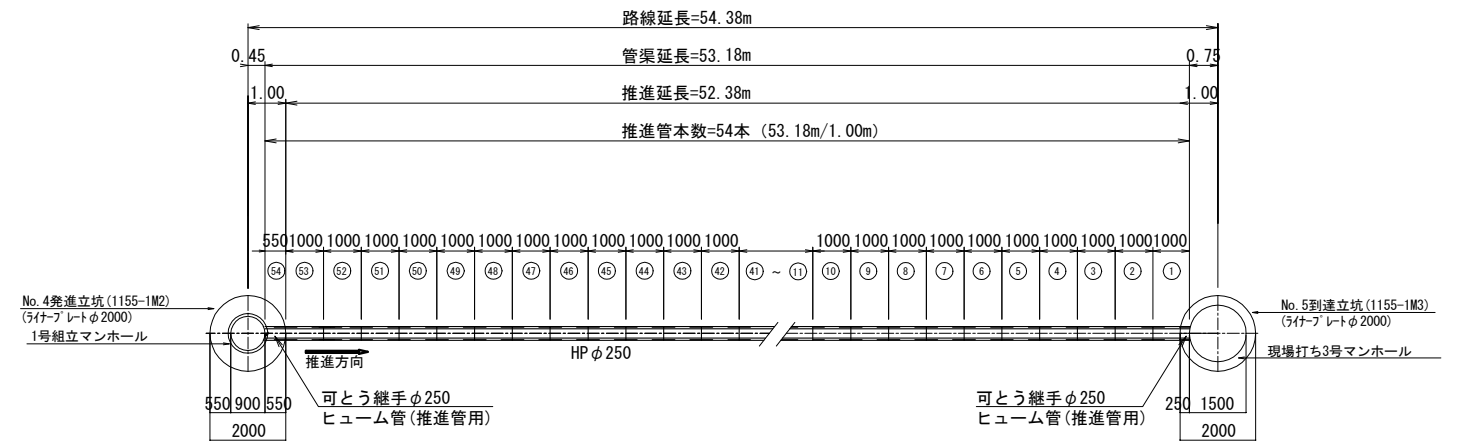 路線延長=54.38m
0.45 管渠延長=53.18m 0.75
1.00 推進延長=52.38m 1.00
推進管本数=54本 (53.18m/1.00m)
550 1000 1000 1000 1000 1000 1000 1000 1000 1000 1000 1000 1000 1000 1000 1000 1000 1000 1000 1000 1000 1000 1000
㊴ ㊳ ㊲ ㊱ ㊿ ㊾ ㊽ ㊼ ㊻ ㊺ ㊹ ㊸ ㊷ ㊶ ~ ⑪ ⑩ ⑨ ⑧ ⑦ ⑥ ⑤ ④ ③ ② ①
No.4発進立坑(1155-1M2)
(ﾗｲﾅｰﾌﾟﾚｰﾄφ2000)
1号組立マンホール
推進方向
HPφ250
No.5到達立坑(1155-1M3)
(ﾗｲﾅｰﾌﾟﾚｰﾄφ2000)
現場打ち3号マンホール
可とう継手φ250
ヒューム管(推進管用)
550 900 550
2000
可とう継手φ250
ヒューム管(推進管用)
250 1500
2000